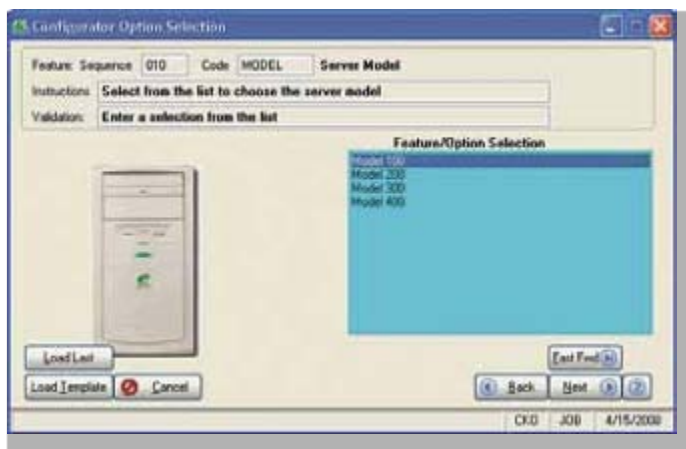 Configurator Option Selection
Feature: Sequence 010 Code MODEL Server Model
Instructions: Select from the list to choose the server model
Validation: Enter a selection from the list
Feature/Option Selection
Model 100
Model 200
Model 300
Model 400
Load Last
Fast Fwd
Load Template Cancel Back Next
CKO JOB 4/15/2008